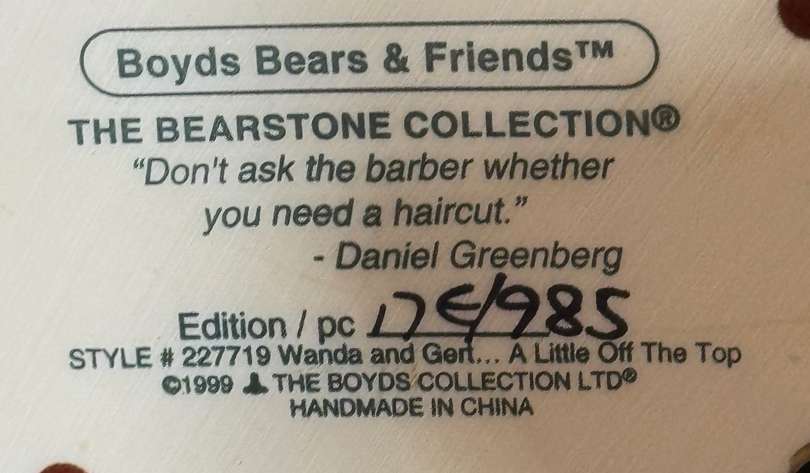 Boyds Bears & Friends™
THE BEARSTONE COLLECTION®
“Don't ask the barber whether
you need a haircut.”
- Daniel Greenberg
Edition / pc 17E/985
STYLE # 227719 Wanda and Gert... A Little Off The Top
©1999 THE BOYDS COLLECTION LTD®
HANDMADE IN CHINA